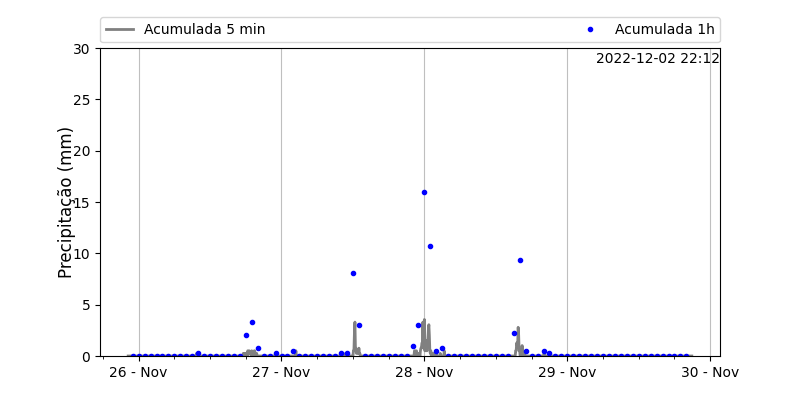 Acumulada 5 min
Acumulada 1h
2022-12-02 22:12
Precipitação (mm)
30
25
20
15
10
5
0
26 - Nov
27 - Nov
28 - Nov
29 - Nov
30 - Nov